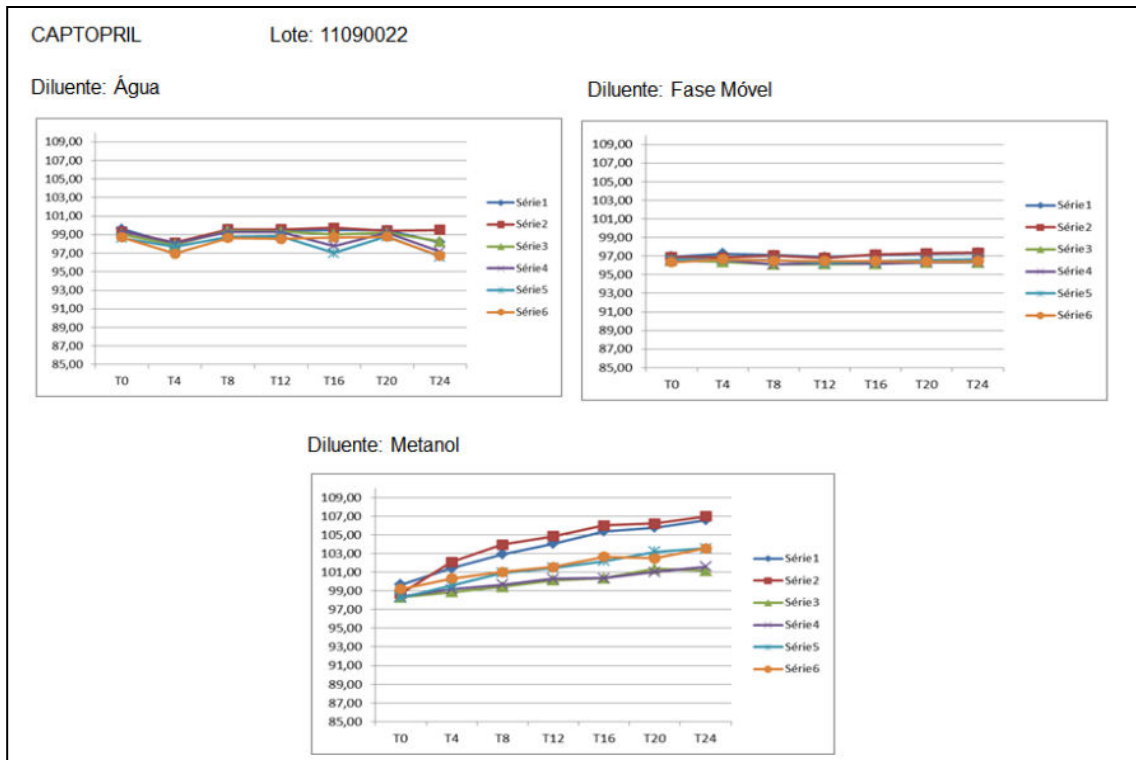 CAPTOPRIL Lote: 11090022
Diluente: Água
109,00
107,00
105,00
103,00
101,00
99,00
97,00
95,00
93,00
91,00
89,00
87,00
85,00
T0 T4 T8 T12 T16 T20 T24
Série1
Série2
Série3
Série4
Série5
Série6
Diluente: Fase Móvel
109,00
107,00
105,00
103,00
101,00
99,00
97,00
95,00
93,00
91,00
89,00
87,00
85,00
T0 T4 T8 T12 T16 T20 T24
Série1
Série2
Série3
Série4
Série5
Série6
Diluente: Metanol
109,00
107,00
105,00
103,00
101,00
99,00
97,00
95,00
93,00
91,00
89,00
87,00
85,00
T0 T4 T8 T12 T16 T20 T24
Série1
Série2
Série3
Série4
Série5
Série6